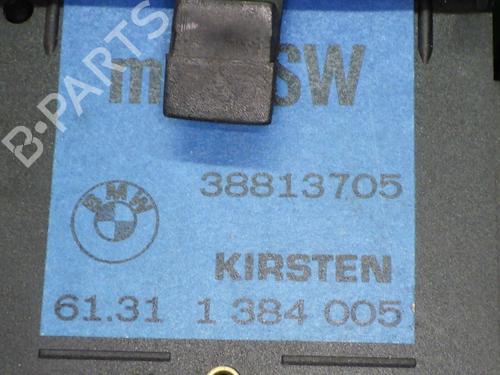 m SW
38813705
BMW
KIRSTEN
61.31 1 384 005
B-PARTS